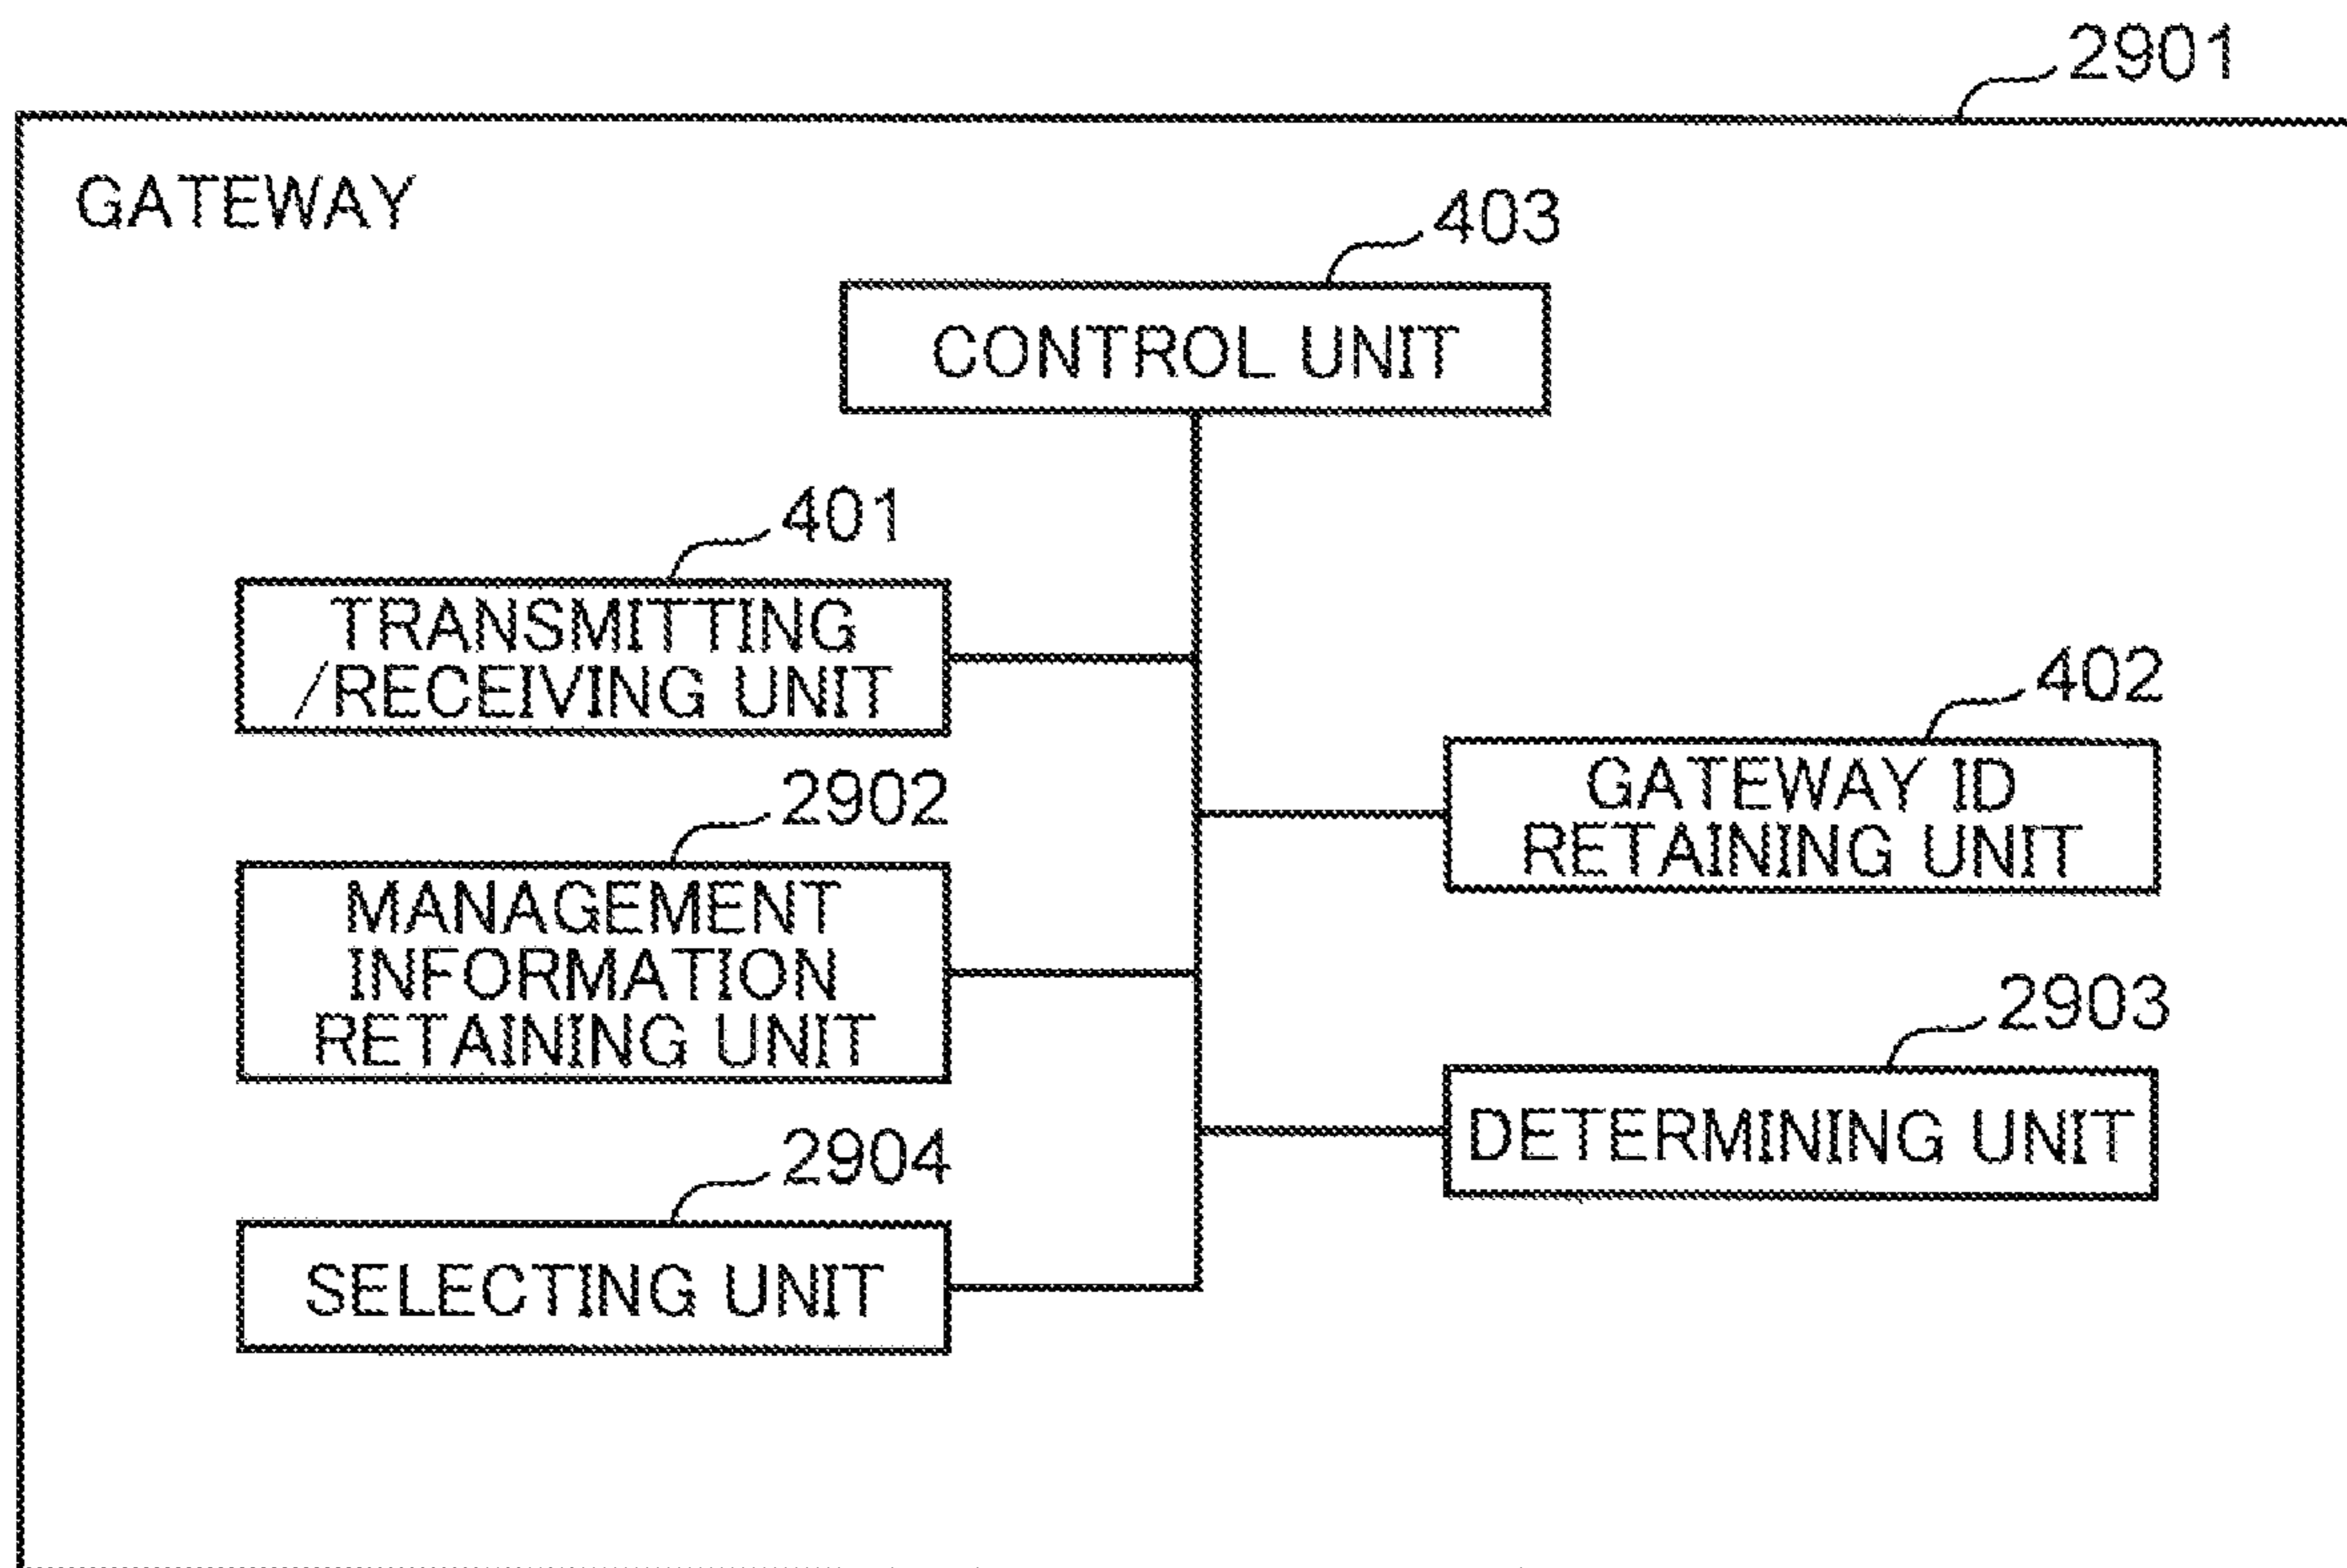 2901
GATEWAY
403
CONTROL UNIT
401
TRANSMITTING
/RECEIVING UNIT
402
GATEWAY ID
RETAINING UNIT
2902
MANAGEMENT
INFORMATION
RETAINING UNIT
2903
DETERMINING UNIT
2904
SELECTING UNIT